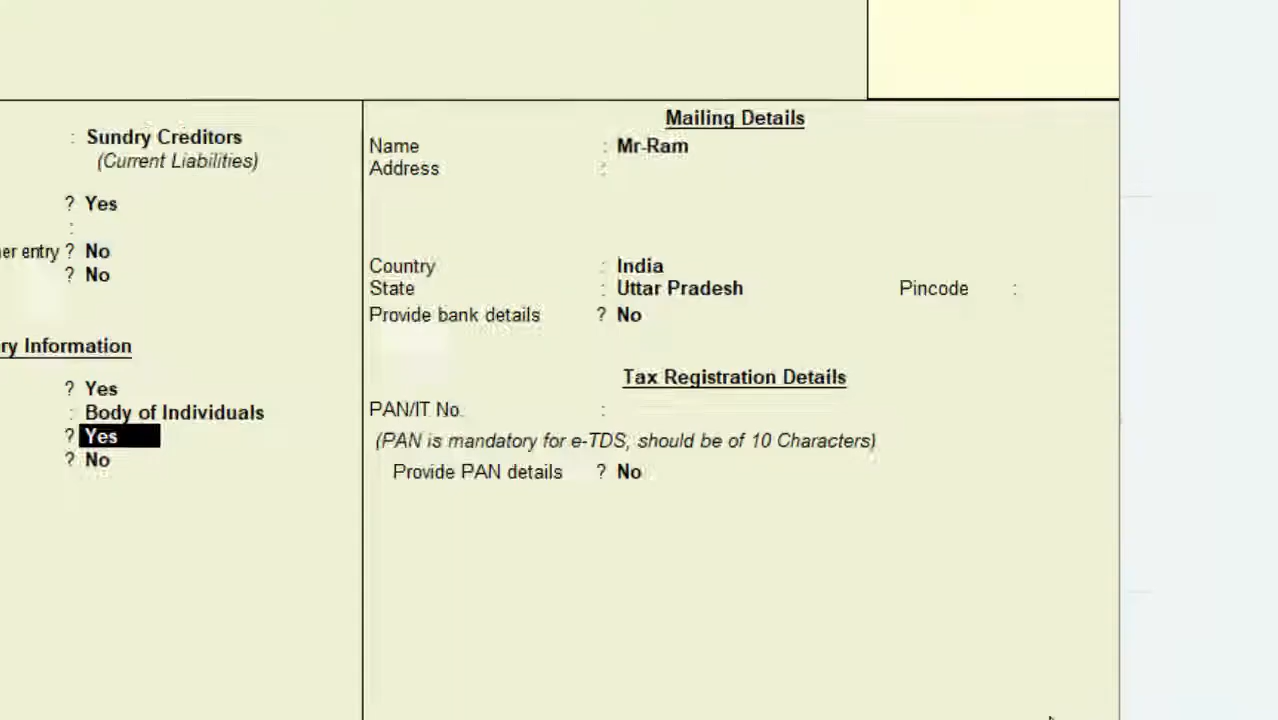 : Sundry Creditors
(Current Liabilities)
? Yes
:
er entry ? No
? No
ry Information
? Yes
: Body of Individuals
? Yes
? No
Mailing Details
Name : Mr-Ram
Address :
Country : India
State : Uttar Pradesh Pincode :
Provide bank details ? No
Tax Registration Details
PAN/IT No. :
(PAN is mandatory for e-TDS, should be of 10 Characters)
Provide PAN details ? No